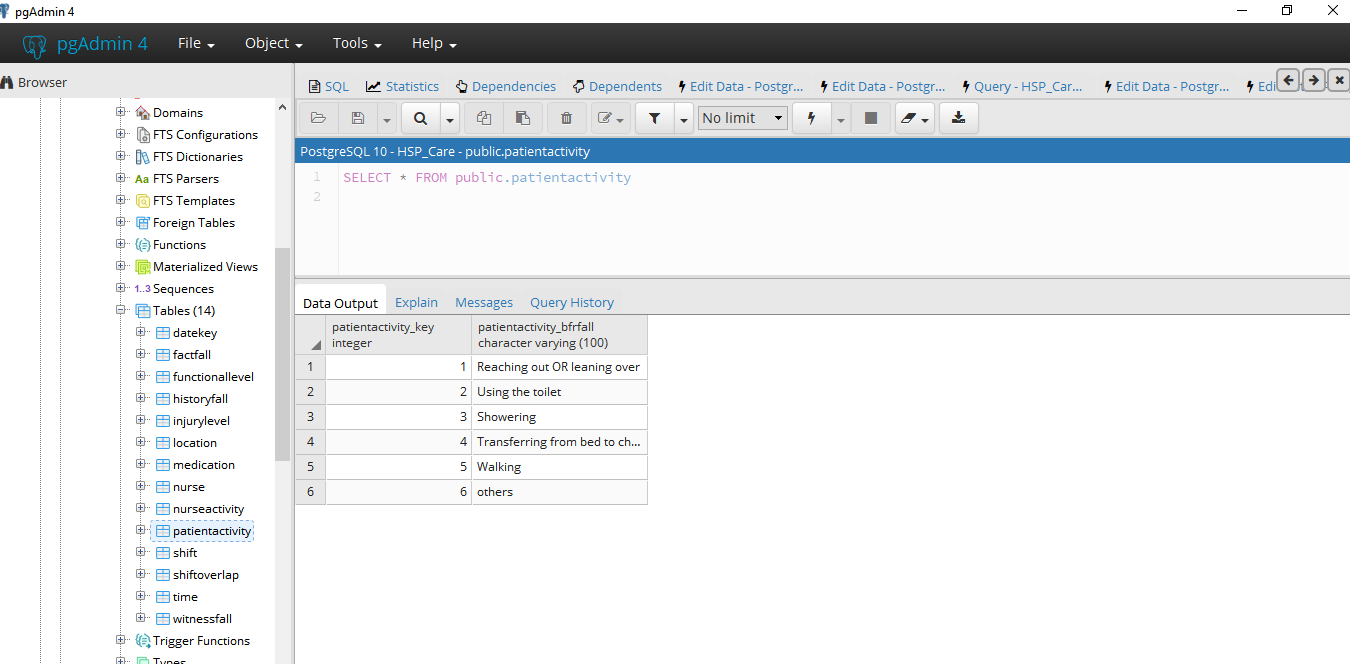 pgAdmin 4
pgAdmin 4 File Object Tools Help
Browser
Domains
FTS Configurations
FTS Dictionaries
Aa FTS Parsers
FTS Templates
Foreign Tables
Functions
Materialized Views
1..3 Sequences
Tables (14)
datekey
factfall
functionallevel
historyfall
injurylevel
location
medication
nurse
nurseactivity
patientactivity
shift
shiftoverlap
time
witnessfall
Trigger Functions
Types
SQL Statistics Dependencies Dependents Edit Data - Postgr... Edit Data - Postgr... Query - HSP_Car... Edit Data - Postgr... Edi
No limit
PostgreSQL 10 - HSP_Care - public.patientactivity
1 SELECT * FROM public.patientactivity
2
Data Output Explain Messages Query History
patientactivity_key patientactivity_bfrfall
integer character varying (100)
1 1 Reaching out OR leaning over
2 2 Using the toilet
3 3 Showering
4 4 Transferring from bed to ch...
5 5 Walking
6 6 others